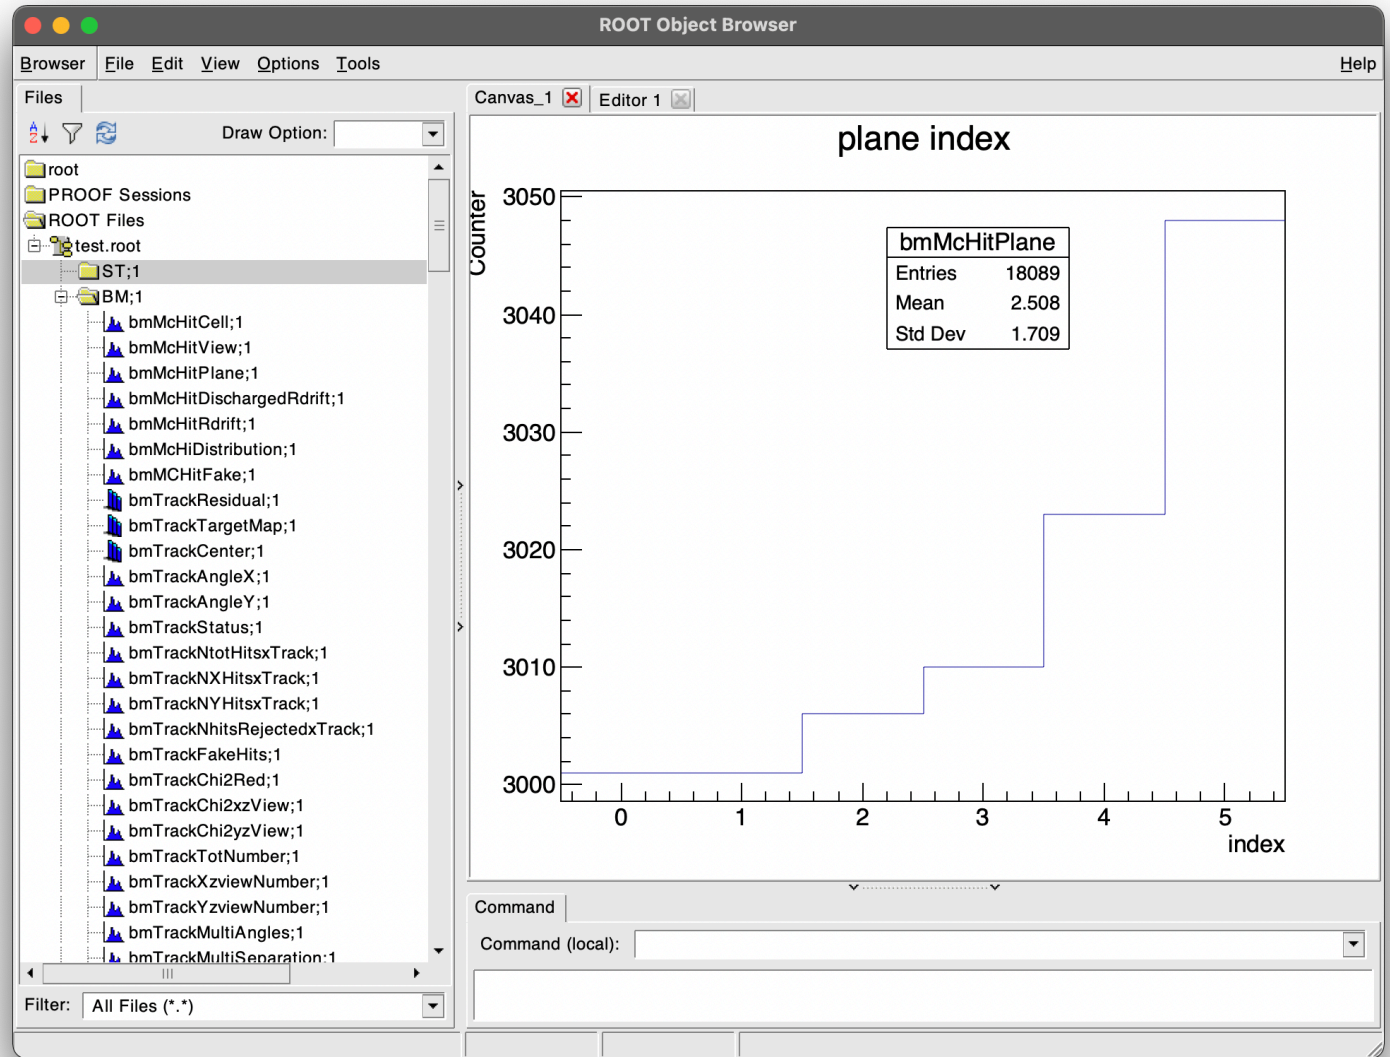 ROOT Object Browser
Browser File Edit View Options Tools Help
Files
Draw Option:
root
PROOF Sessions
ROOT Files
test.root
ST;1
BM;1
bmMcHitCell;1
bmMcHitView;1
bmMcHitPlane;1
bmMcHitDischargedRdrift;1
bmMcHitRdrift;1
bmMcHiDistribution;1
bmMCHitFake;1
bmTrackResidual;1
bmTrackTargetMap;1
bmTrackCenter;1
bmTrackAngleX;1
bmTrackAngleY;1
bmTrackStatus;1
bmTrackNtotHitsxTrack;1
bmTrackNXHitsxTrack;1
bmTrackNYHitsxTrack;1
bmTrackNhitsRejectedxTrack;1
bmTrackFakeHits;1
bmTrackChi2Red;1
bmTrackChi2xzView;1
bmTrackChi2yzView;1
bmTrackTotNumber;1
bmTrackXzviewNumber;1
bmTrackYzviewNumber;1
bmTrackMultiAngles;1
bmTrackMultiSeparation;1
Filter: All Files (*.*)
Canvas_1 Editor 1
plane index
Counter
3050
3040
3030
3020
3010
3000
bmMcHitPlane
Entries 18089
Mean 2.508
Std Dev 1.709
0 1 2 3 4 5
index
Command
Command (local):